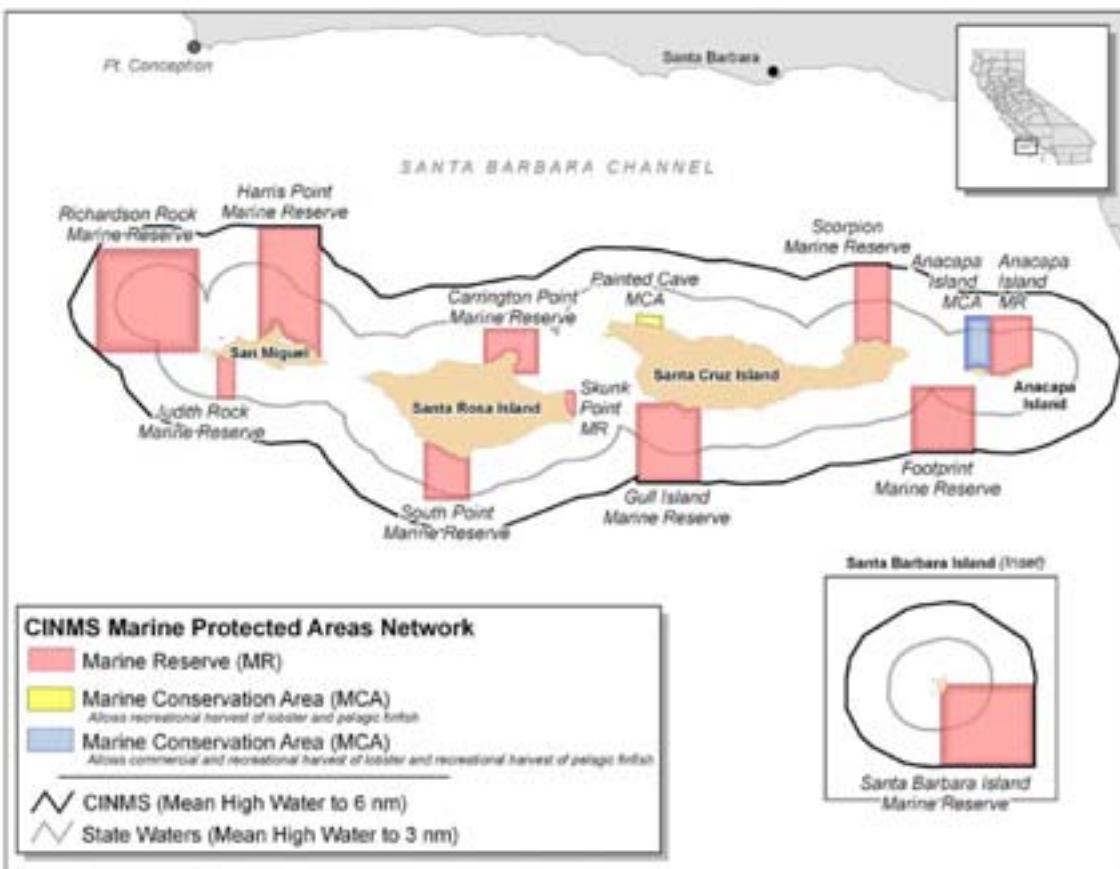 Pt. Conception
Santa Barbara
SANTA BARBARA CHANNEL
Richardson Rock
Marine Reserve
Harris Point
Marine Reserve
Carrington Point
Marine Reserve
Painted Cave
MCA
Scorpion
Marine Reserve
Anacapa
Island
MCA
Anacapa
Island
MR
San Miguel
Santa Rosa Island
Skunk
Point
MR
Santa Cruz Island
Anacapa
Island
Judith Rock
Marine Reserve
South Point
Marine Reserve
Gull Island
Marine Reserve
Footprint
Marine Reserve
Santa Barbara Island (Inset)
Santa Barbara Island
Marine Reserve
CINMS Marine Protected Areas Network
Marine Reserve (MR)
Marine Conservation Area (MCA)
Allows recreational harvest of lobster and pelagic finfish
Marine Conservation Area (MCA)
Allows commercial and recreational harvest of lobster and recreational harvest of pelagic finfish
CINMS (Mean High Water to 6 nm)
State Waters (Mean High Water to 3 nm)